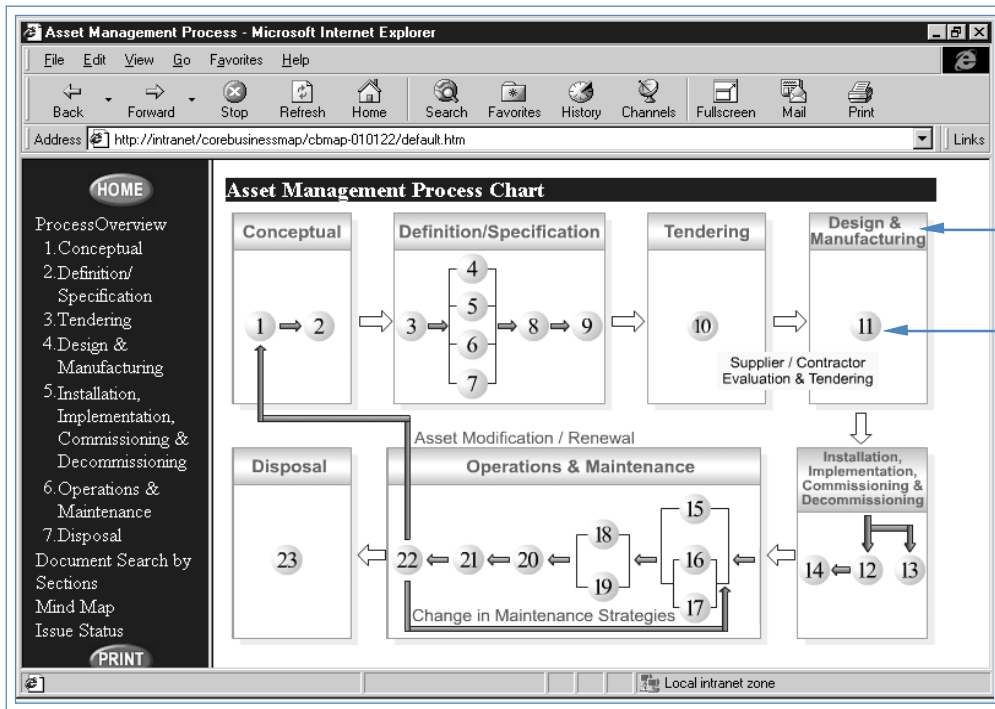 Asset Management Process - Microsoft Internet Explorer
File Edit View Go Favorites Help
Back Forward Stop Refresh Home Search Favorites History Channels Fullscreen Mail Print
Address http://intranet/corebusinessmap/cbmap-010122/default.htm Links
HOME
ProcessOverview
1.Conceptual
2.Definition/
Specification
3.Tendering
4.Design &
Manufacturing
5.Installation,
Implementation,
Commissioning &
Decommissioning
6.Operations &
Maintenance
7.Disposal
Document Search by
Sections
Mind Map
Issue Status
PRINT
Asset Management Process Chart
Conceptual
1 2
Definition/Specification
3
4
5
6
7
8 9
Tendering
10
Design &
Manufacturing
11
Supplier / Contractor
Evaluation & Tendering
Installation,
Implementation,
Commissioning &
Decommissioning
14 12 13
Asset Modification / Renewal
Operations & Maintenance
15
16
17
18
19
22 21 20
Change in Maintenance Strategies
Disposal
23
Local intranet zone